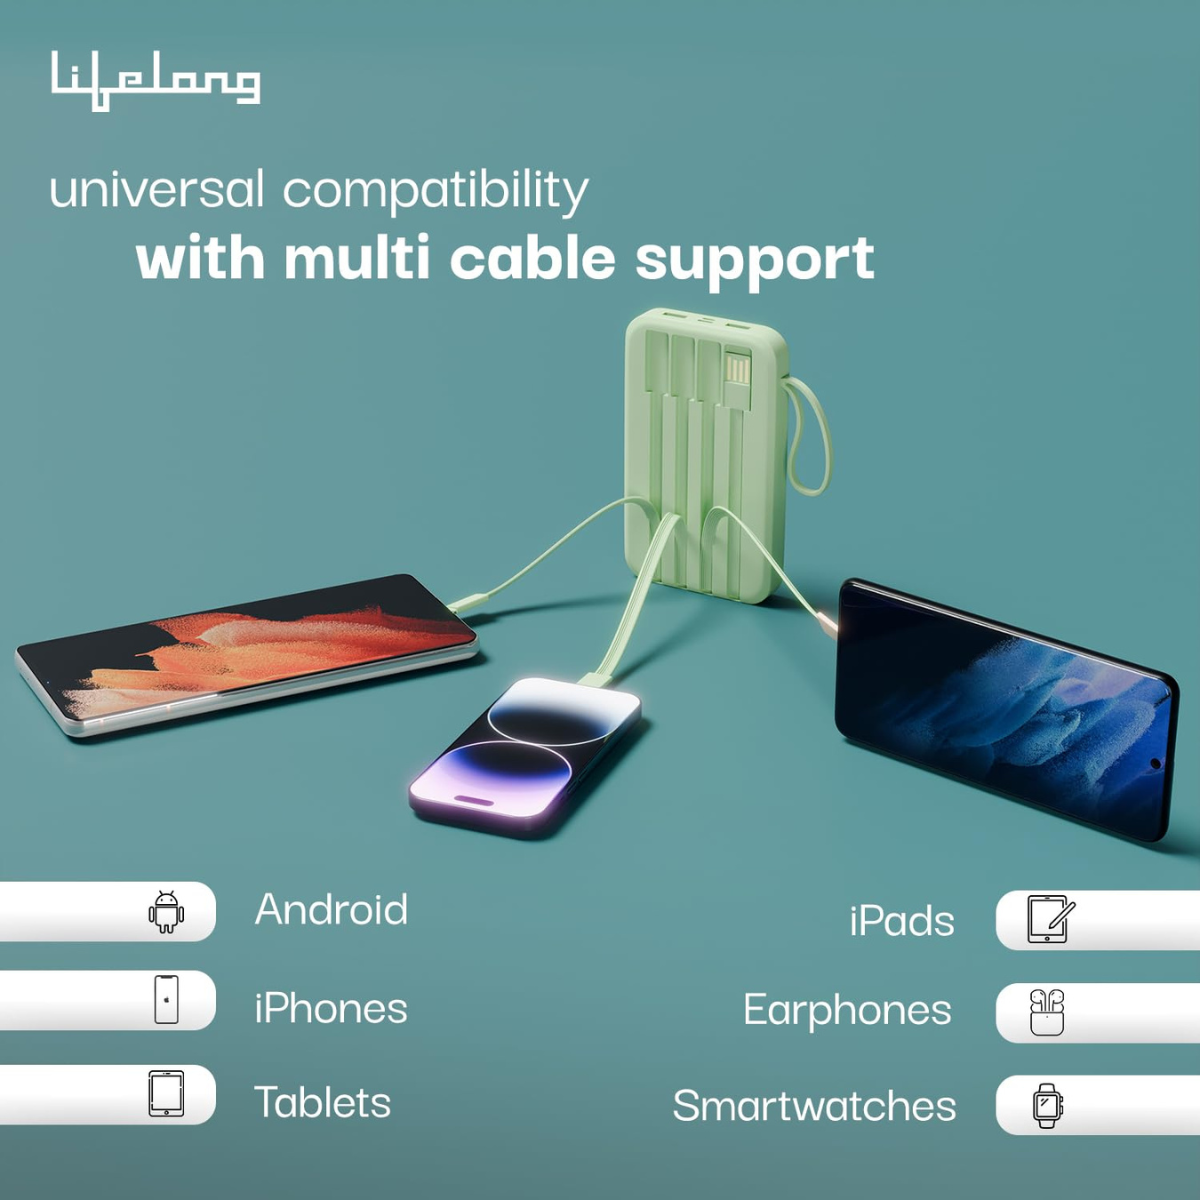 lifelong
universal compatibility
with multi cable support
Android
iPhones
Tablets
iPads
Earphones
Smartwatches